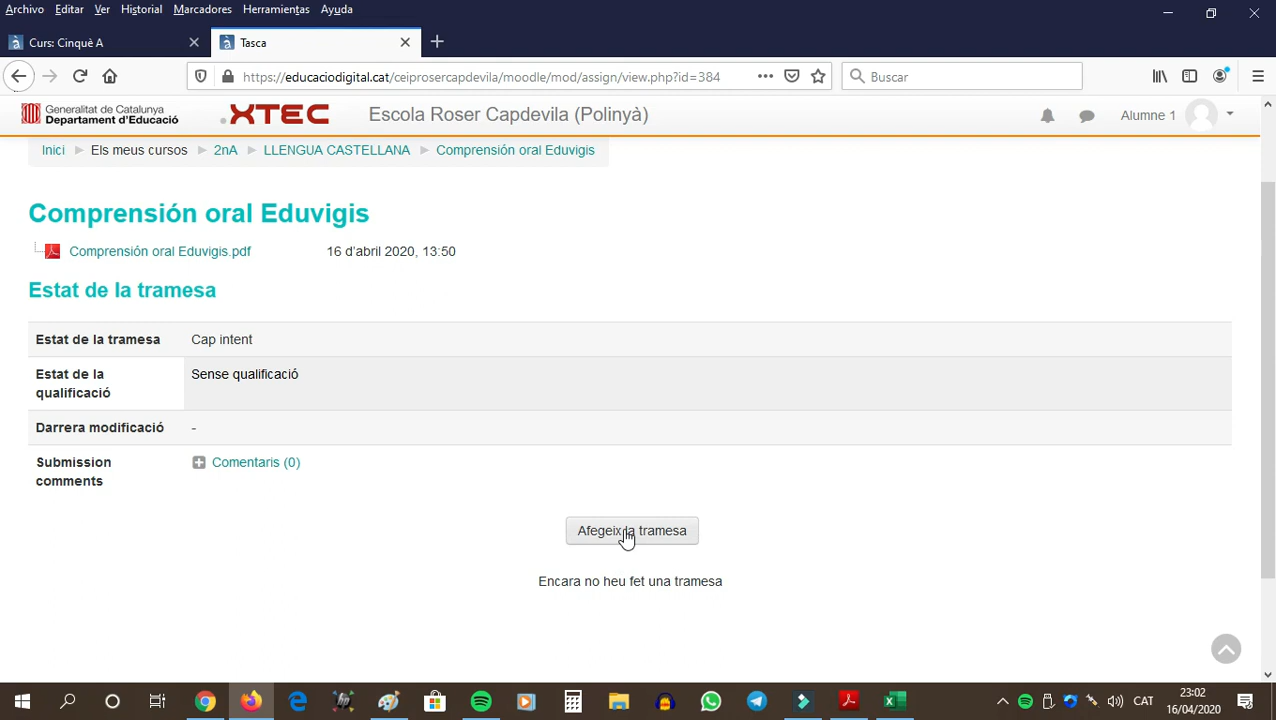 Archivo Editar Ver Historial Marcadores Herramientas Ayuda
Curs: Cinquè A
Tasca
https://educaciodigital.cat/ceiprosercapdevila/moodle/mod/assign/view.php?id=384
Buscar
Generalitat de Catalunya
Departament d'Educació
XTEC
Escola Roser Capdevila (Polinyà)
Alumne 1
Inici Els meus cursos 2nA LLENGUA CASTELLANA Comprensión oral Eduvigis
Comprensión oral Eduvigis
Comprensión oral Eduvigis.pdf 16 d'abril 2020, 13:50
Estat de la tramesa
Estat de la tramesa Cap intent
Estat de la Sense qualificació
qualificació
Darrera modificació -
Submission Comentaris (0)
comments
Afegeix la tramesa
Encara no heu fet una tramesa
CAT
23:02
16/04/2020